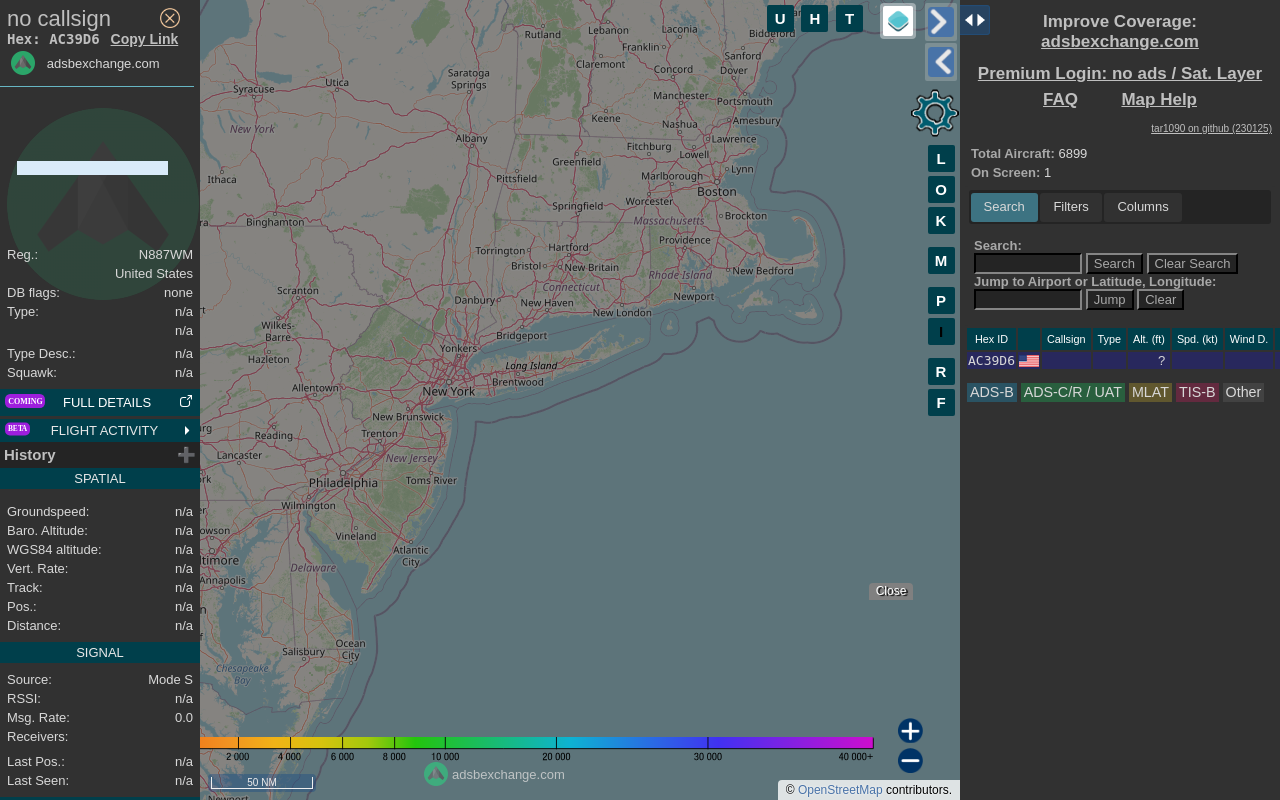 no callsign
Hex: AC39D6 Copy Link
adsbexchange.com
Reg.: N887WM
United States
DB flags: none
Type: n/a
n/a
Type Desc.: n/a
Squawk: n/a
COMING FULL DETAILS
BETA FLIGHT ACTIVITY
History
SPATIAL
Groundspeed: n/a
Baro. Altitude: n/a
WGS84 altitude: n/a
Vert. Rate: n/a
Track: n/a
Pos.: n/a
Distance: n/a
SIGNAL
Source: Mode S
RSSI: n/a
Msg. Rate: 0.0
Receivers:
Last Pos.: n/a
Last Seen: n/a
U H T
L
O
K
M
P
I
R
F
Rutland
Lebanon
Laconia
Biddeford
Franklin
Sanford
Claremont
Concord
Dover
Saratoga
Springs
Utica
Syracuse
Manchester
Portsmouth
Keene
Nashua
Amesbury
New York
Albany
Lawrence
Fitchburg
Lowell
Greenfield
Lynn
Ithaca
Pittsfield
Marlborough
Boston
Worcester
Springfield
Massachusetts
Brockton
Binghamton
Providence
Torrington
Hartford
Bristol
New Britain
Rhode Island
New Bedford
Connecticut
Scranton
Danbury
New Haven
Newport
New London
Wilkes-
Barre
Bridgeport
Yonkers
Hazleton
Long Island
Brentwood
Allentown
New York
New Brunswick
Reading
Trenton
Lancaster
New Jersey
Philadelphia
Toms River
Wilmington
Vineland
Atlantic
City
Delaware
Annapolis
Ocean
City
Salisbury
Chesapeake
Bay
Newport
Close
2 000 4 000 6 000 8 000 10 000 20 000 30 000 40 000+
50 NM
adsbexchange.com
© OpenStreetMap contributors.
Improve Coverage:
adsbexchange.com
Premium Login: no ads / Sat. Layer
FAQ Map Help
tar1090 on github (230125)
Total Aircraft: 6899
On Screen: 1
Search Filters Columns
Search:
Search Clear Search
Jump to Airport or Latitude, Longitude:
Jump Clear
Hex ID Callsign Type Alt. (ft) Spd. (kt) Wind D.
AC39D6 ?
ADS-B ADS-C/R / UAT MLAT TIS-B Other